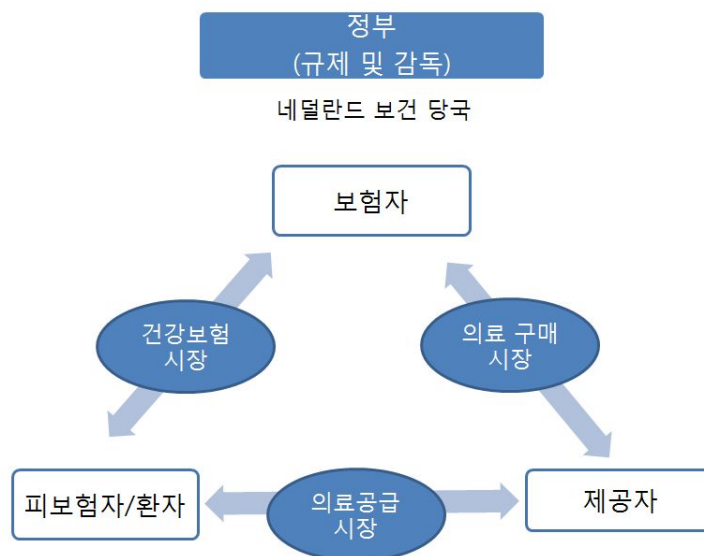 정부
(규제 및 감독)
네덜란드 보건 당국
보험자
건강보험
시장
의료 구매
시장
피보험자/환자
의료공급
시장
제공자